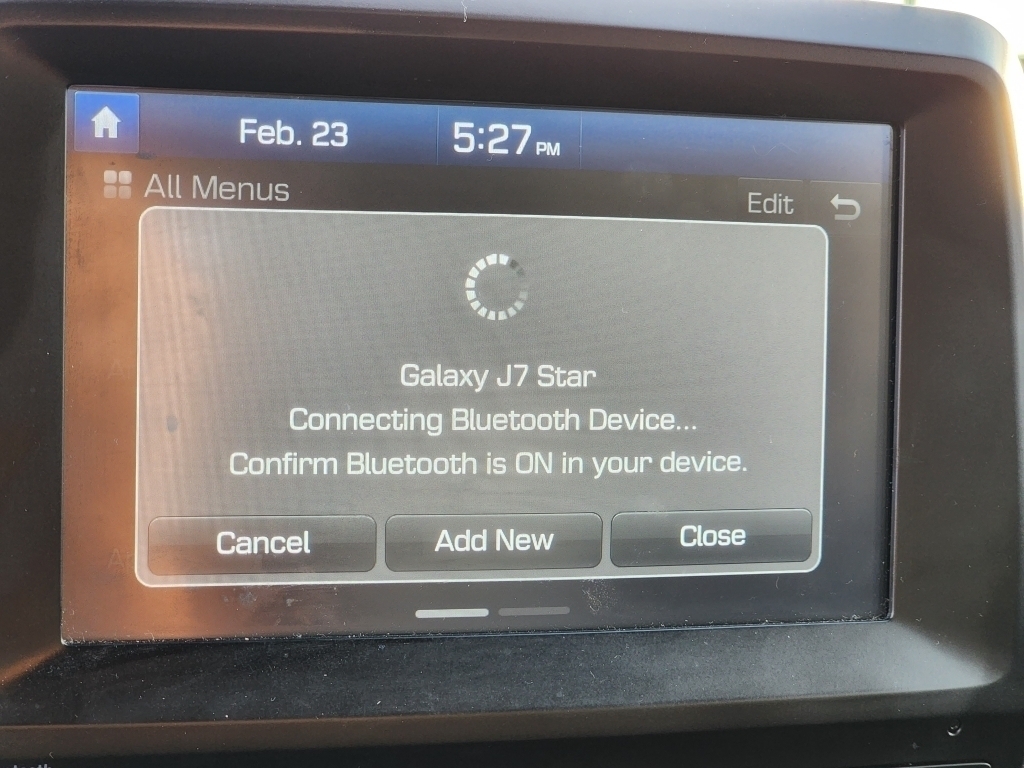 Feb. 23
5:27 PM
All Menus
Edit
Galaxy J7 Star
Connecting Bluetooth Device...
Confirm Bluetooth is ON in your device.
Cancel
Add New
Close